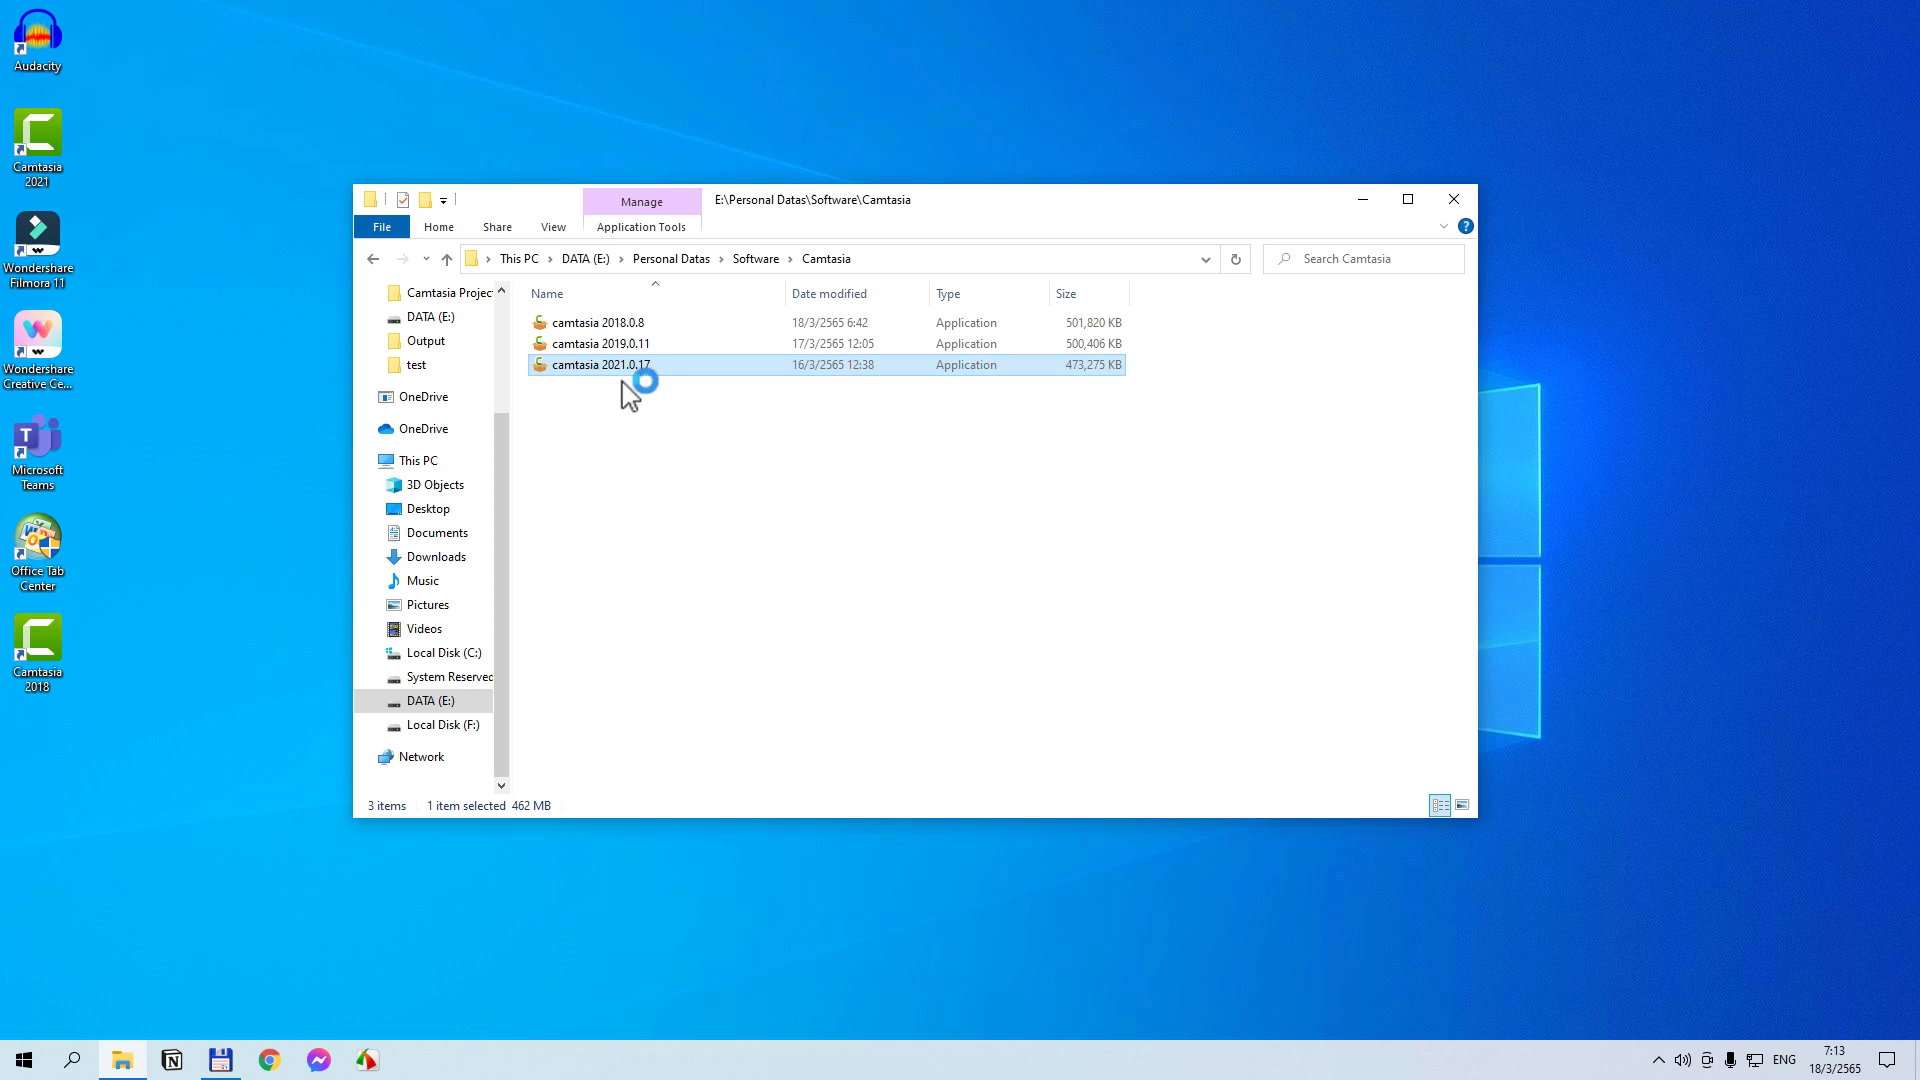 Audacity
Camtasia
2021
Wondershare
Filmora 11
Wondershare
Creative Ce...
Microsoft
Teams
Office Tab
Center
Camtasia
2018
Manage
E:\Personal Datas\Software\Camtasia
File
Home
Share
View
Application Tools
This PC
DATA (E:)
Personal Datas
Software
Camtasia
Search Camtasia
Camtasia Projec
DATA (E:)
Output
test
OneDrive
OneDrive
This PC
3D Objects
Desktop
Documents
Downloads
Music
Pictures
Videos
Local Disk (C:)
System Reserved
DATA (E:)
Local Disk (F:)
Network
Name Date modified Type Size
camtasia 2018.0.8 18/3/2565 6:42 Application 501,820 KB
camtasia 2019.0.11 17/3/2565 12:05 Application 500,406 KB
camtasia 2021.0.17 16/3/2565 12:38 Application 473,275 KB
3 items 1 item selected 462 MB
ENG
7:13
18/3/2565